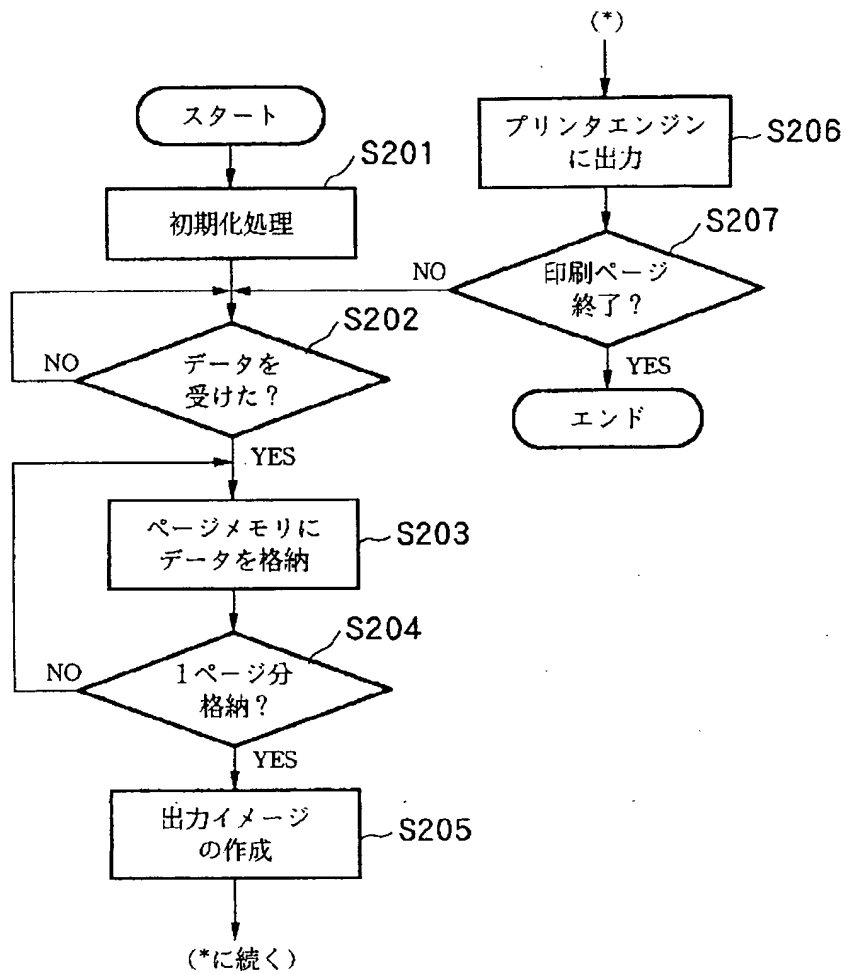 スタート
S201
初期化処理
S202
データを
受けた？
NO
YES
ページメモリに
データを格納
S203
S204
1ページ分
格納？
NO
YES
出力イメージ
の作成
S205
(*に続く)
(*)
プリンタエンジン
に出力
S206
S207
印刷ページ
終了？
NO
YES
エンド